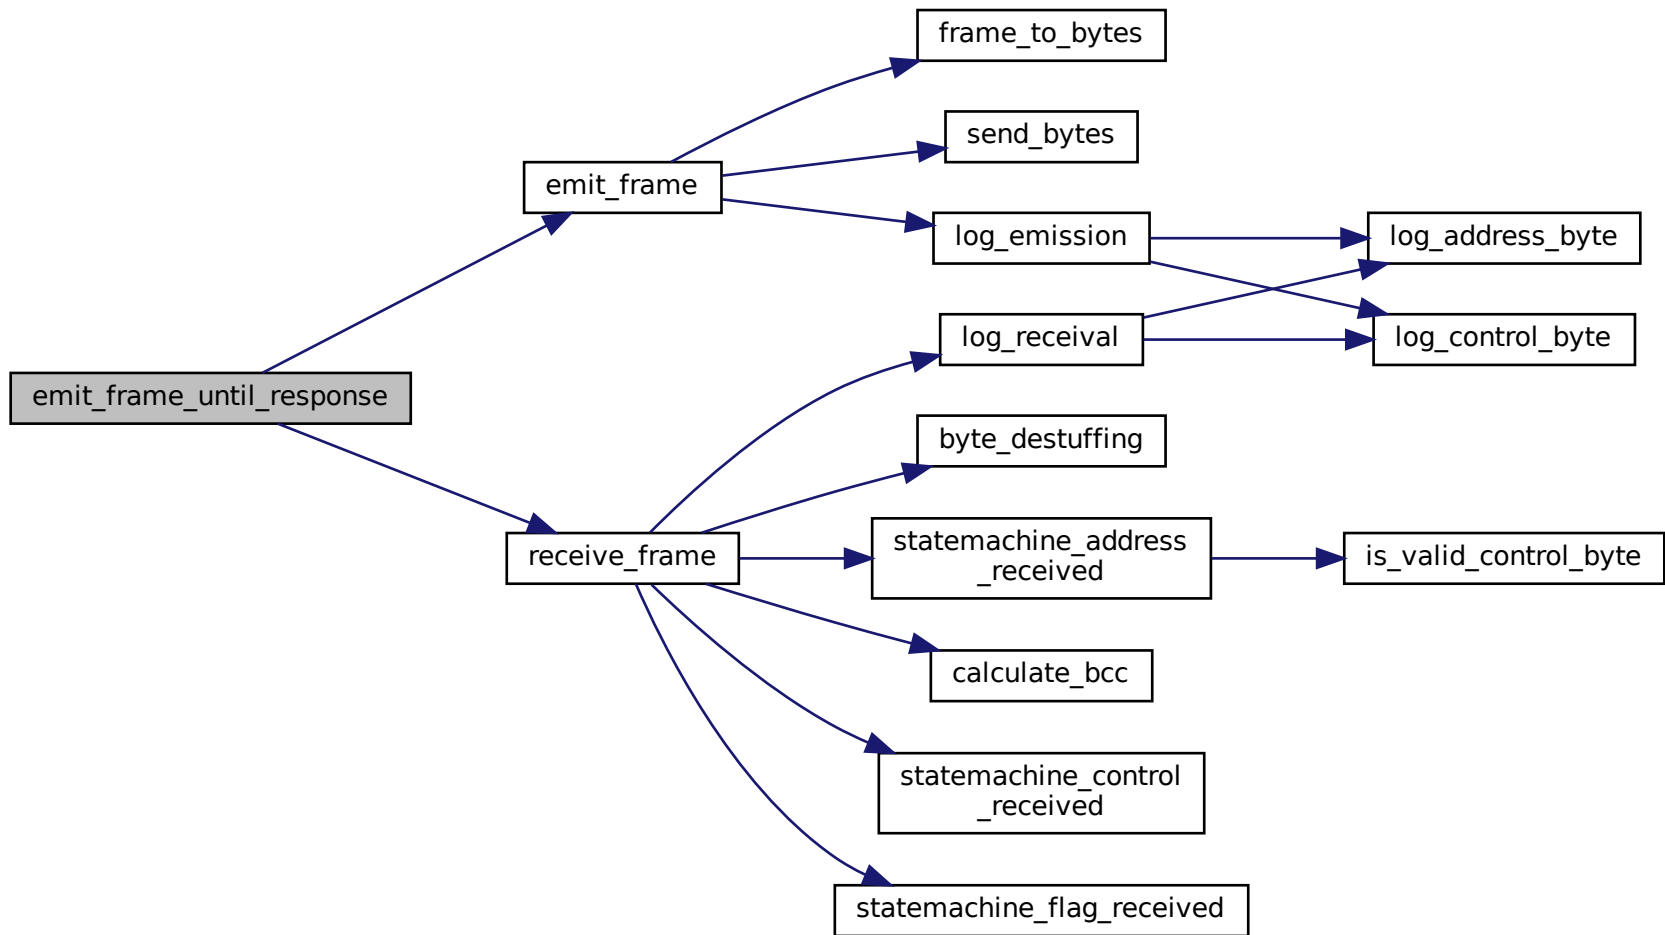 frame_to_bytes
send_bytes
emit_frame
log_emission
log_address_byte
log_receival
log_control_byte
emit_frame_until_response
byte_destuffing
receive_frame
statemachine_address
_received
is_valid_control_byte
calculate_bcc
statemachine_control
_received
statemachine_flag_received